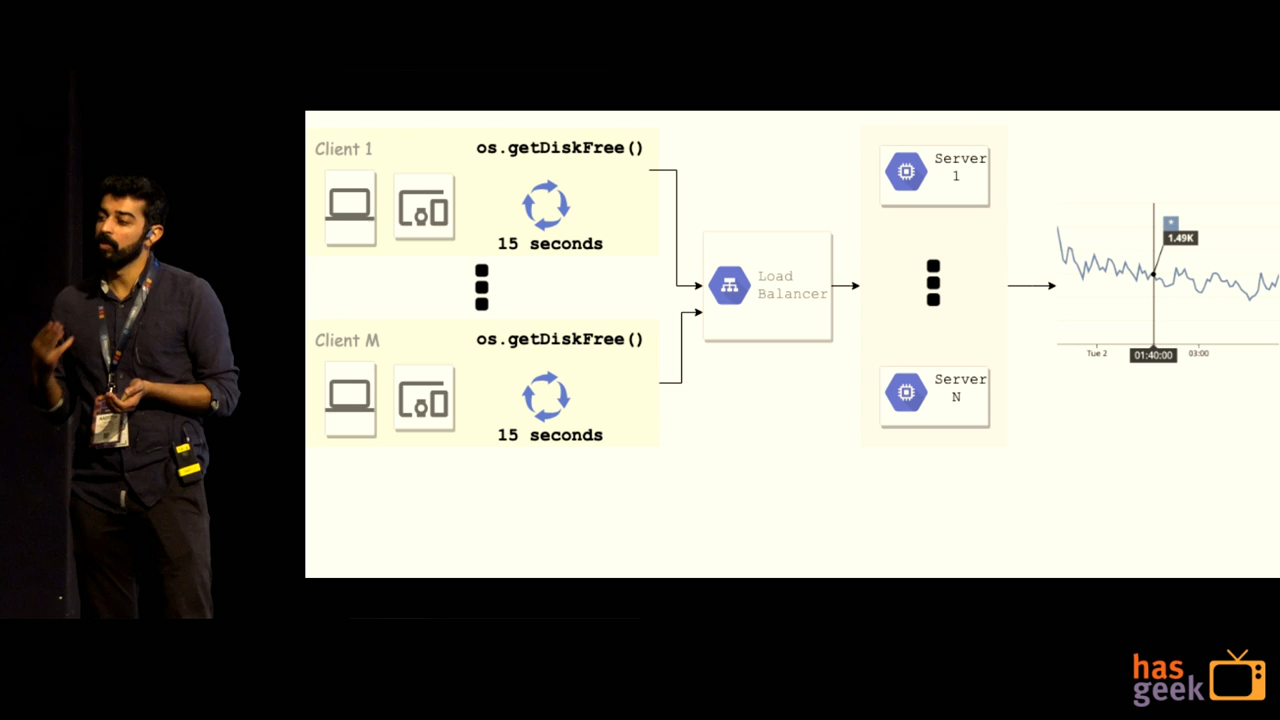 Client 1
os.getDiskFree()
15 seconds
Client M
os.getDiskFree()
15 seconds
Load
Balancer
Server
1
Server
N
*
1.49K
Tue 2
01:40:00
03:00
has
geek